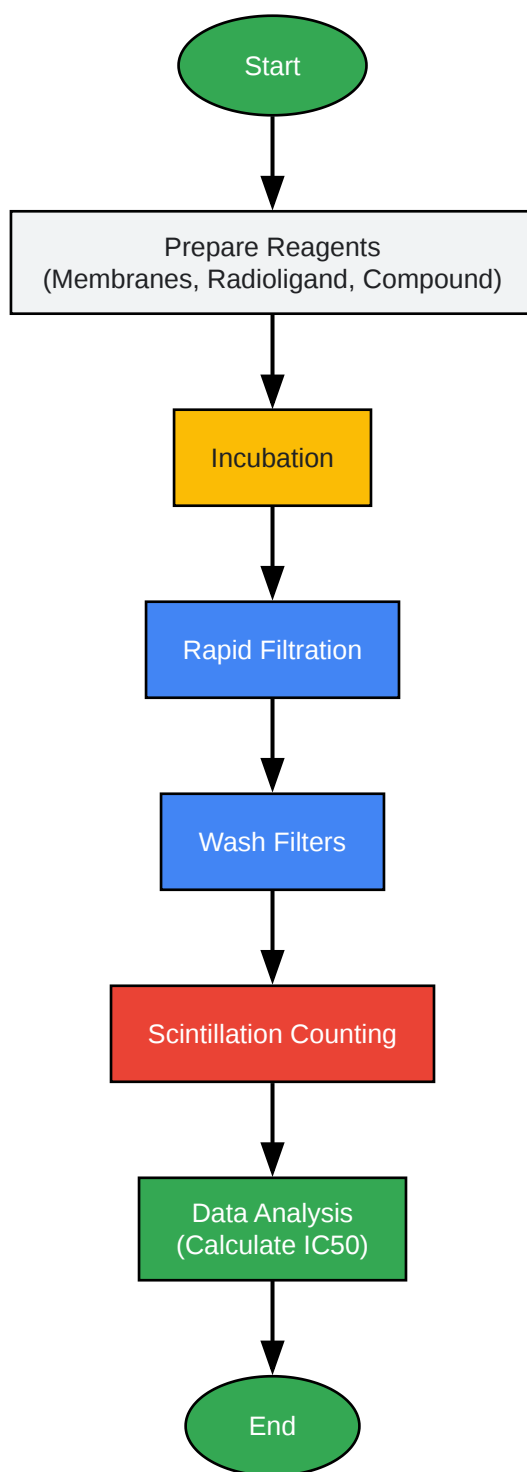 Start
Prepare Reagents
(Membranes, Radioligand, Compound)
Incubation
Rapid Filtration
Wash Filters
Scintillation Counting
Data Analysis
(Calculate IC50)
End